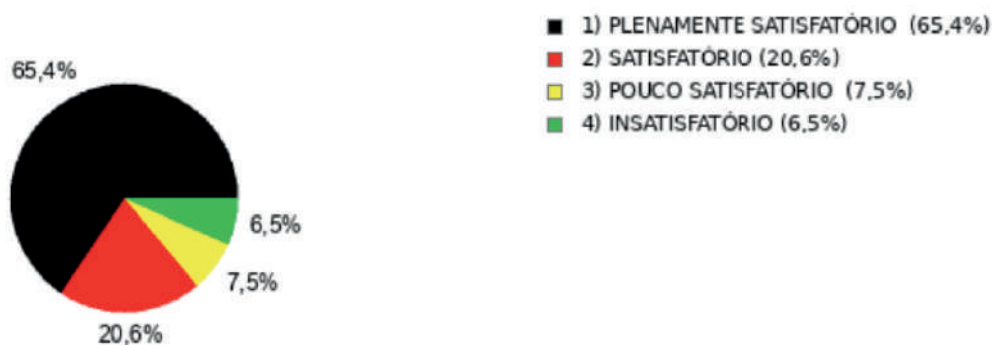 1) PLENAMENTE SATISFATÓRIO (65,4%)
2) SATISFATÓRIO (20,6%)
3) POUCO SATISFATÓRIO (7,5%)
4) INSATISFATÓRIO (6,5%)
65,4%
6,5%
7,5%
20,6%